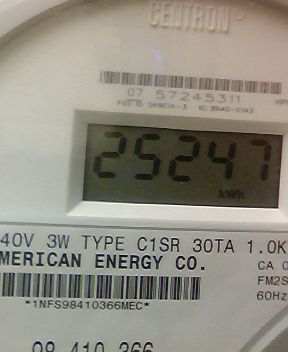 CENTRON
07 57245311
25247
kWh
40V 3W TYPE C1SR 30TA 1.0K
MERICAN ENERGY CO.
CA 0
FM2S
*1NFS98410366MEC*
60Hz
98 410 366